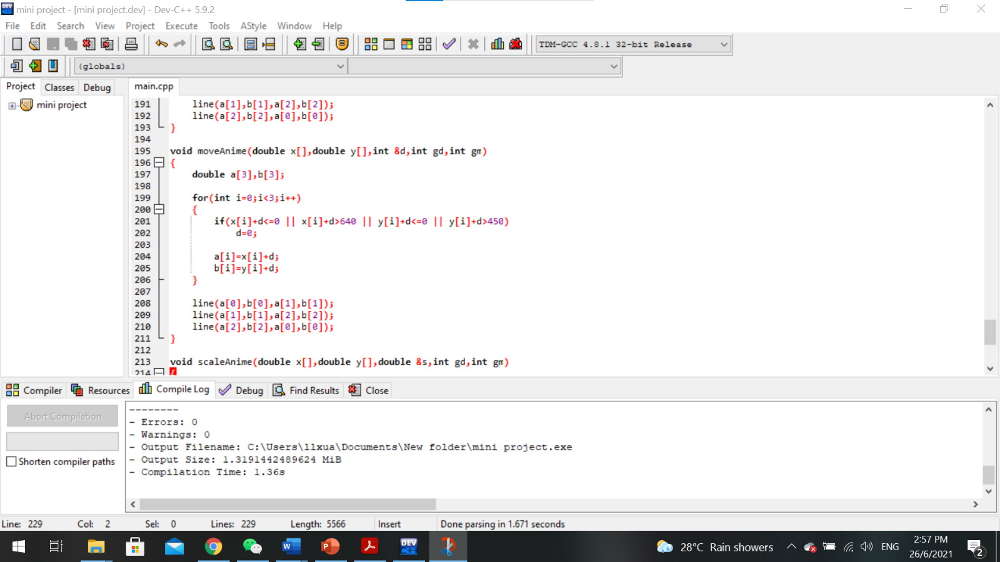 mini project - [mini project.dev] - Dev-C++ 5.9.2
File Edit Search View Project Execute Tools AStyle Window Help
TDM-GCC 4.8.1 32-bit Release
(globals)
Project Classes Debug main.cpp
mini project
191 line(a[1],b[1],a[2],b[2]);
192 line(a[2],b[2],a[0],b[0]);
193 }
194
195 void moveAnime(double x[],double y[],int &d,int gd,int gm)
196 {
197 double a[3],b[3];
198
199 for(int i=0;i<3;i++)
200 {
201 if(x[i]+d<=0 || x[i]+d>640 || y[i]+d<=0 || y[i]+d>450)
202 d=0;
203
204 a[i]=x[i]+d;
205 b[i]=y[i]+d;
206 }
207
208 line(a[0],b[0],a[1],b[1]);
209 line(a[1],b[1],a[2],b[2]);
210 line(a[2],b[2],a[0],b[0]);
211 }
212
213 void scaleAnime(double x[],double y[],double &s,int gd,int gm)
214 {
Compiler Resources Compile Log Debug Find Results Close
Abort Compilation
Shorten compiler paths
--------
- Errors: 0
- Warnings: 0
- Output Filename: C:\Users\llxua\Documents\New folder\mini project.exe
- Output Size: 1.3191442489624 MiB
- Compilation Time: 1.36s
Line: 229 Col: 2 Sel: 0 Lines: 229 Length: 5566 Insert Done parsing in 1.671 seconds
28°C Rain showers ENG 2:57 PM
26/6/2021
2